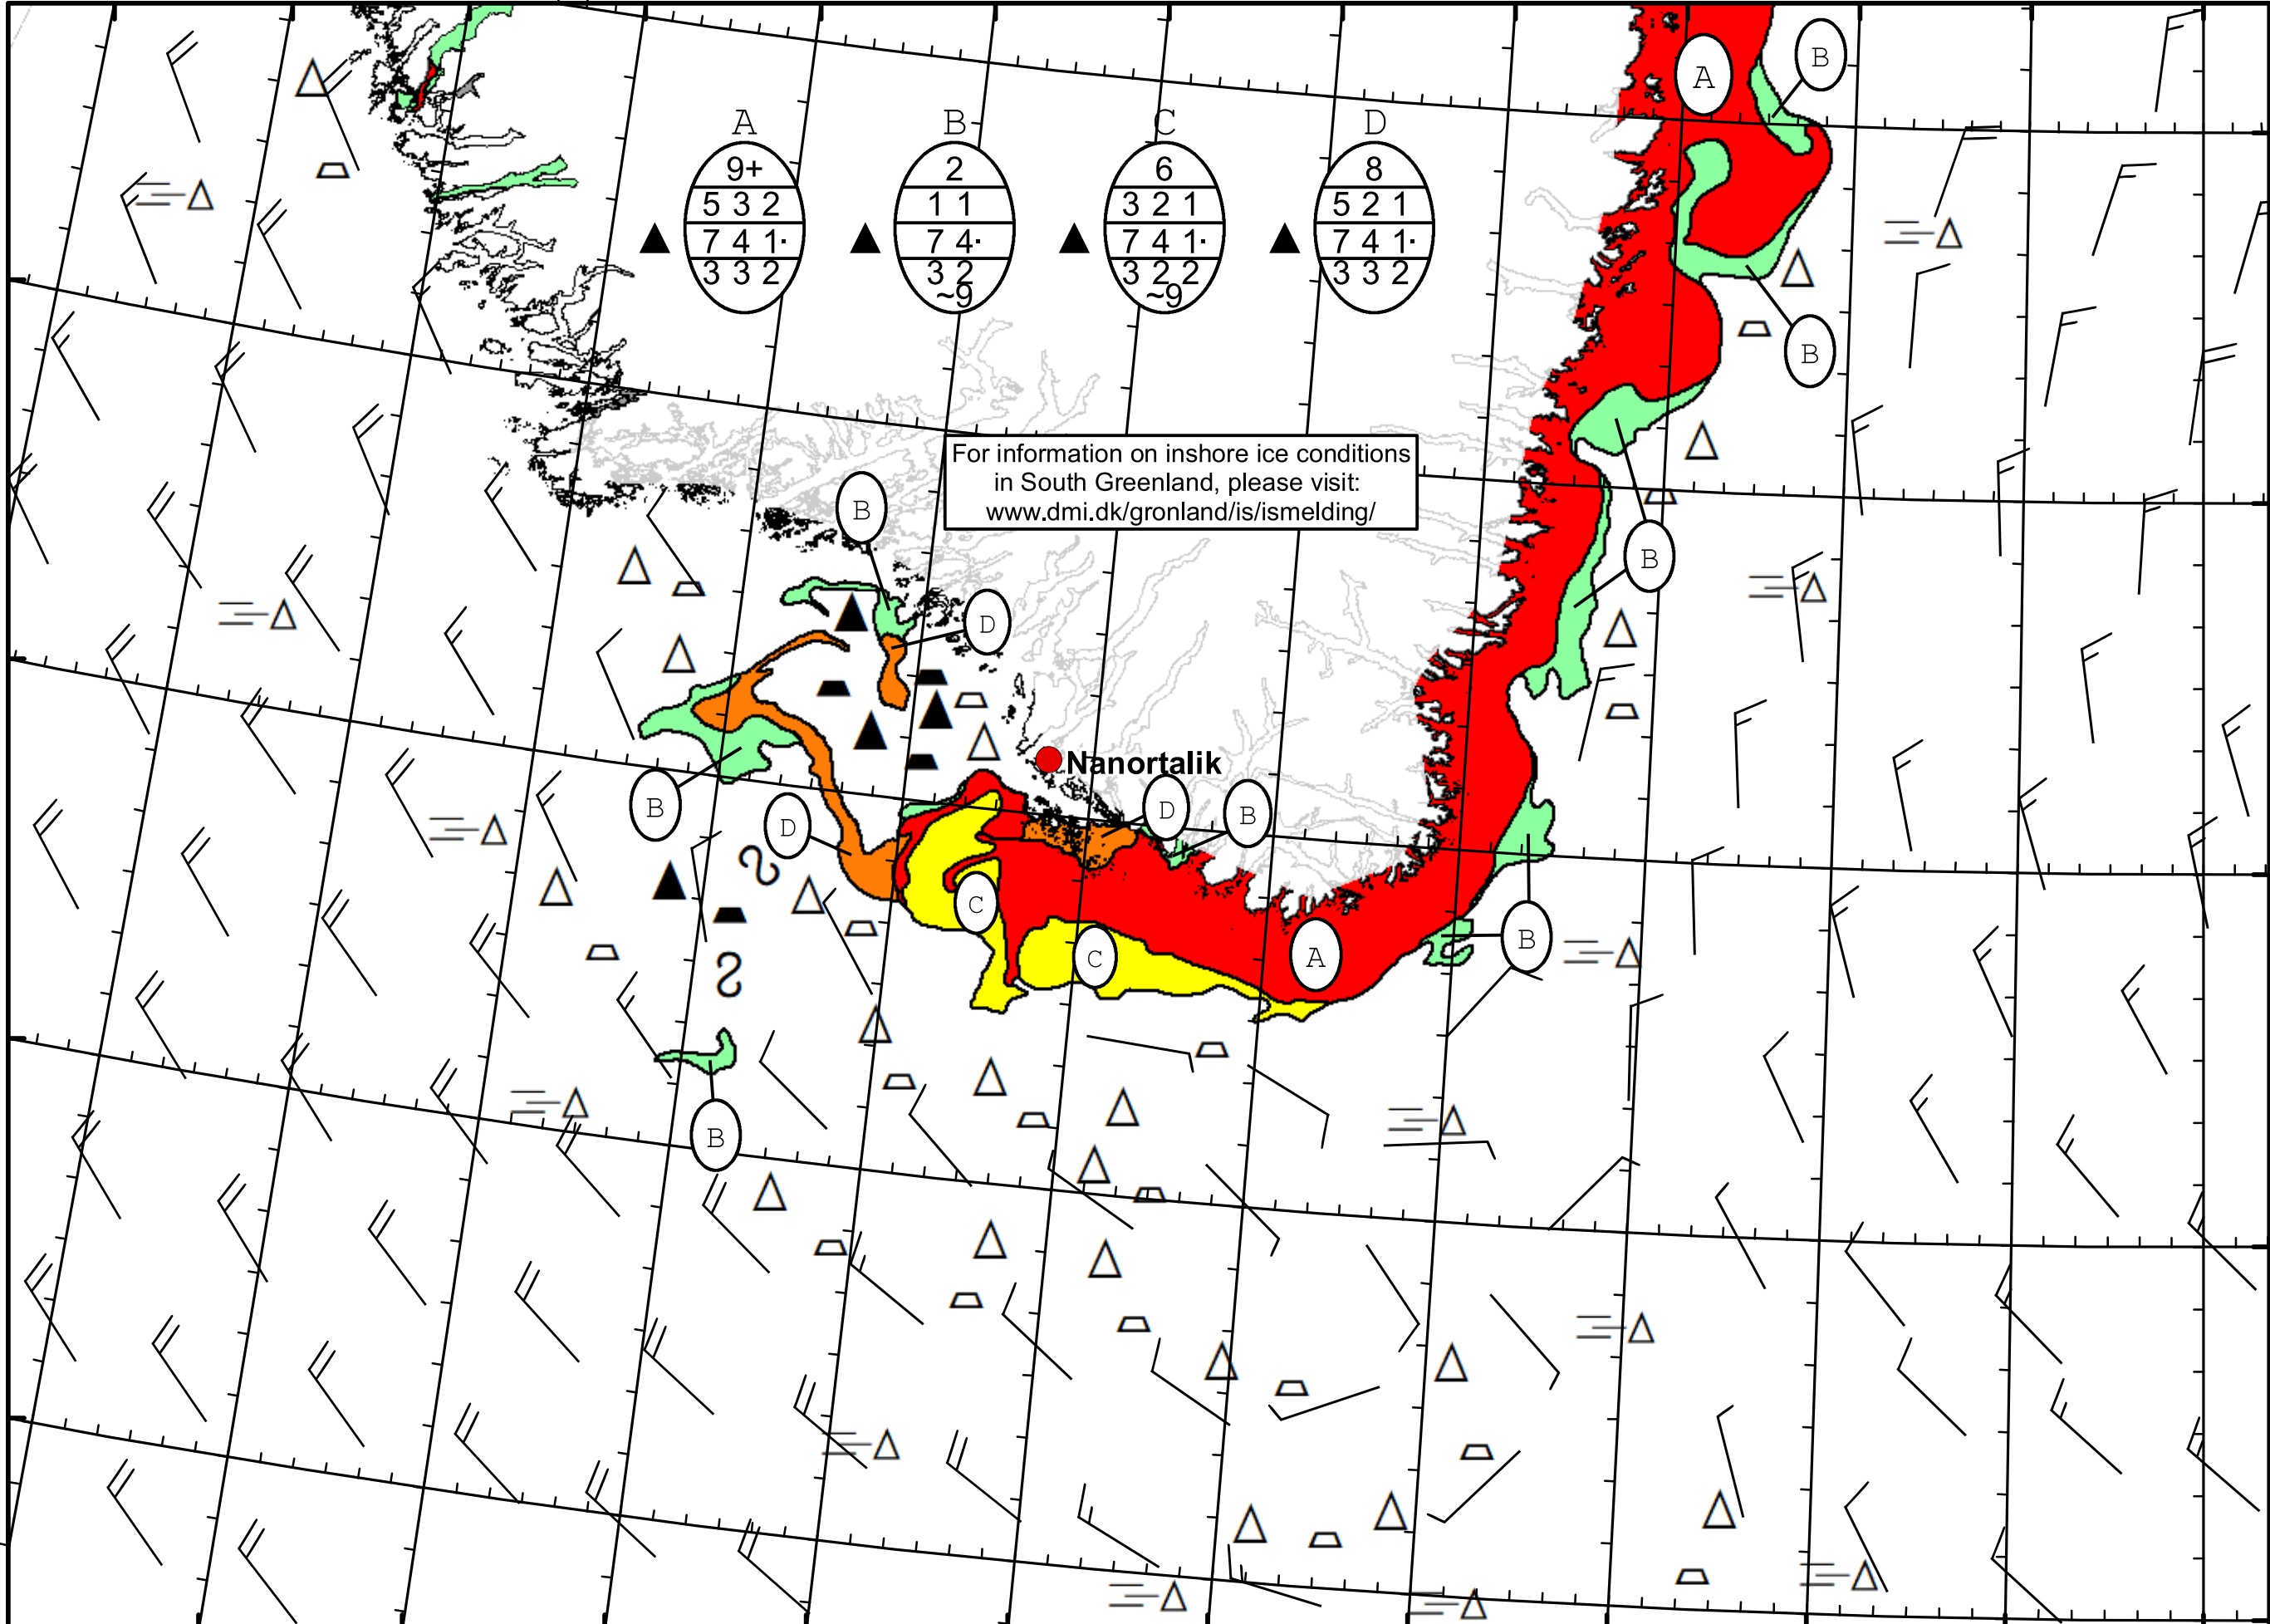 A
B
A B C D
9+ 2 6 8
5 3 2 1 1 3 2 1 5 2 1
7 4 1· 7 4· 7 4 1· 7 4 1·
3 3 2 3 2 3 2 2 3 3 2
~9 ~9
B
For information on inshore ice conditions
in South Greenland, please visit:
www.dmi.dk/gronland/is/ismelding/
B
B
D
Nanortalik
B
D
D
B
C
C
A
B
B